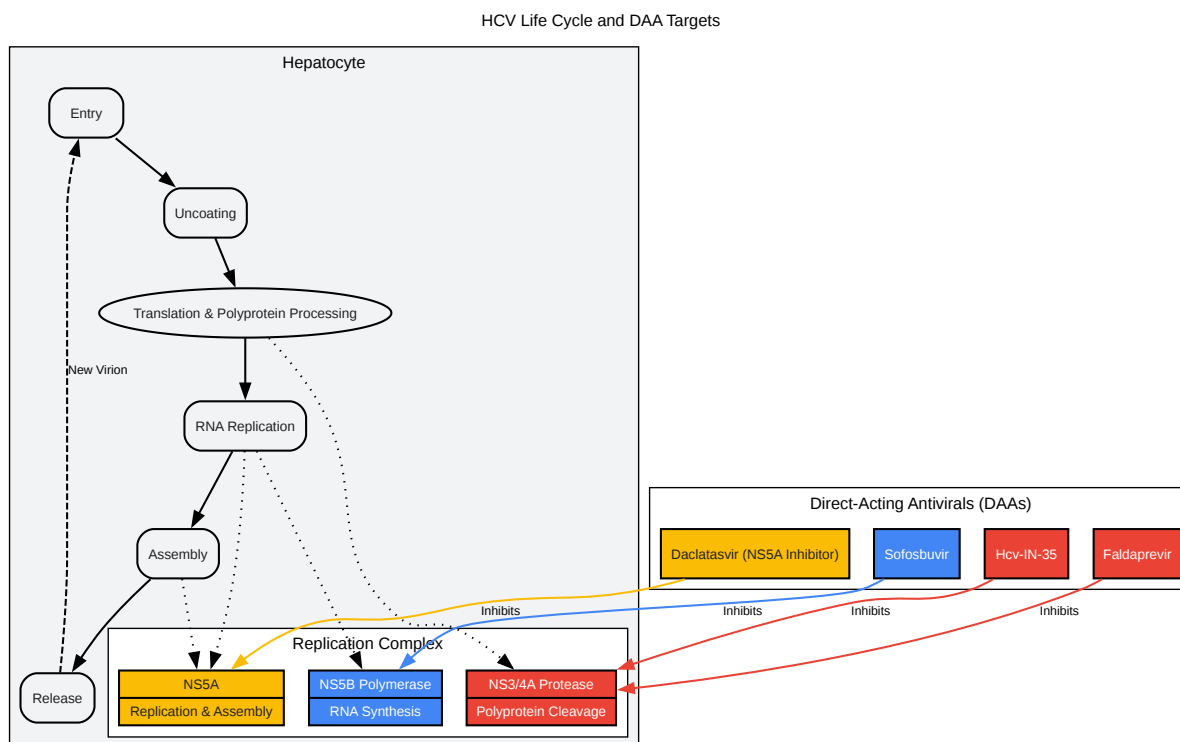 HCV Life Cycle and DAA Targets
Hepatocyte
Entry
Uncoating
Translation & Polyprotein Processing
New Virion
RNA Replication
Assembly
Release
Replication Complex
NS5A
Replication & Assembly
NS5B Polymerase
RNA Synthesis
NS3/4A Protease
Polyprotein Cleavage
Direct-Acting Antivirals (DAAs)
Daclatasvir (NS5A Inhibitor)
Sofosbuvir
Hcv-IN-35
Faldaprevir
Inhibits
Inhibits
Inhibits
Inhibits